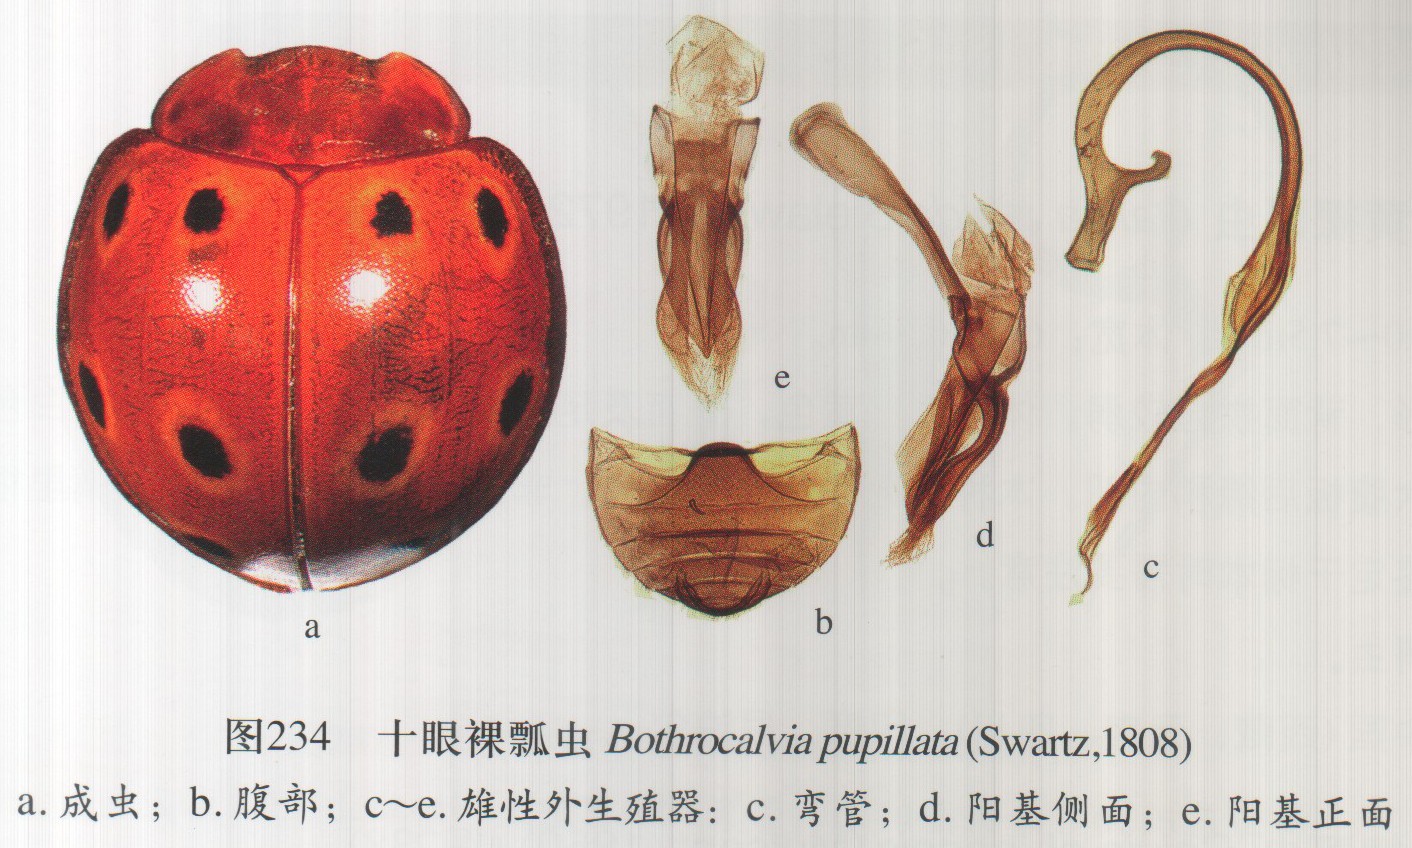 e
d
c
a
b
图234 十眼裸瓢虫 Bothrocalvia pupillata (Swartz,1808)
a. 成虫；b. 腹部；c～e. 雄性外生殖器：c. 弯管；d. 阳基侧面；e. 阳基正面